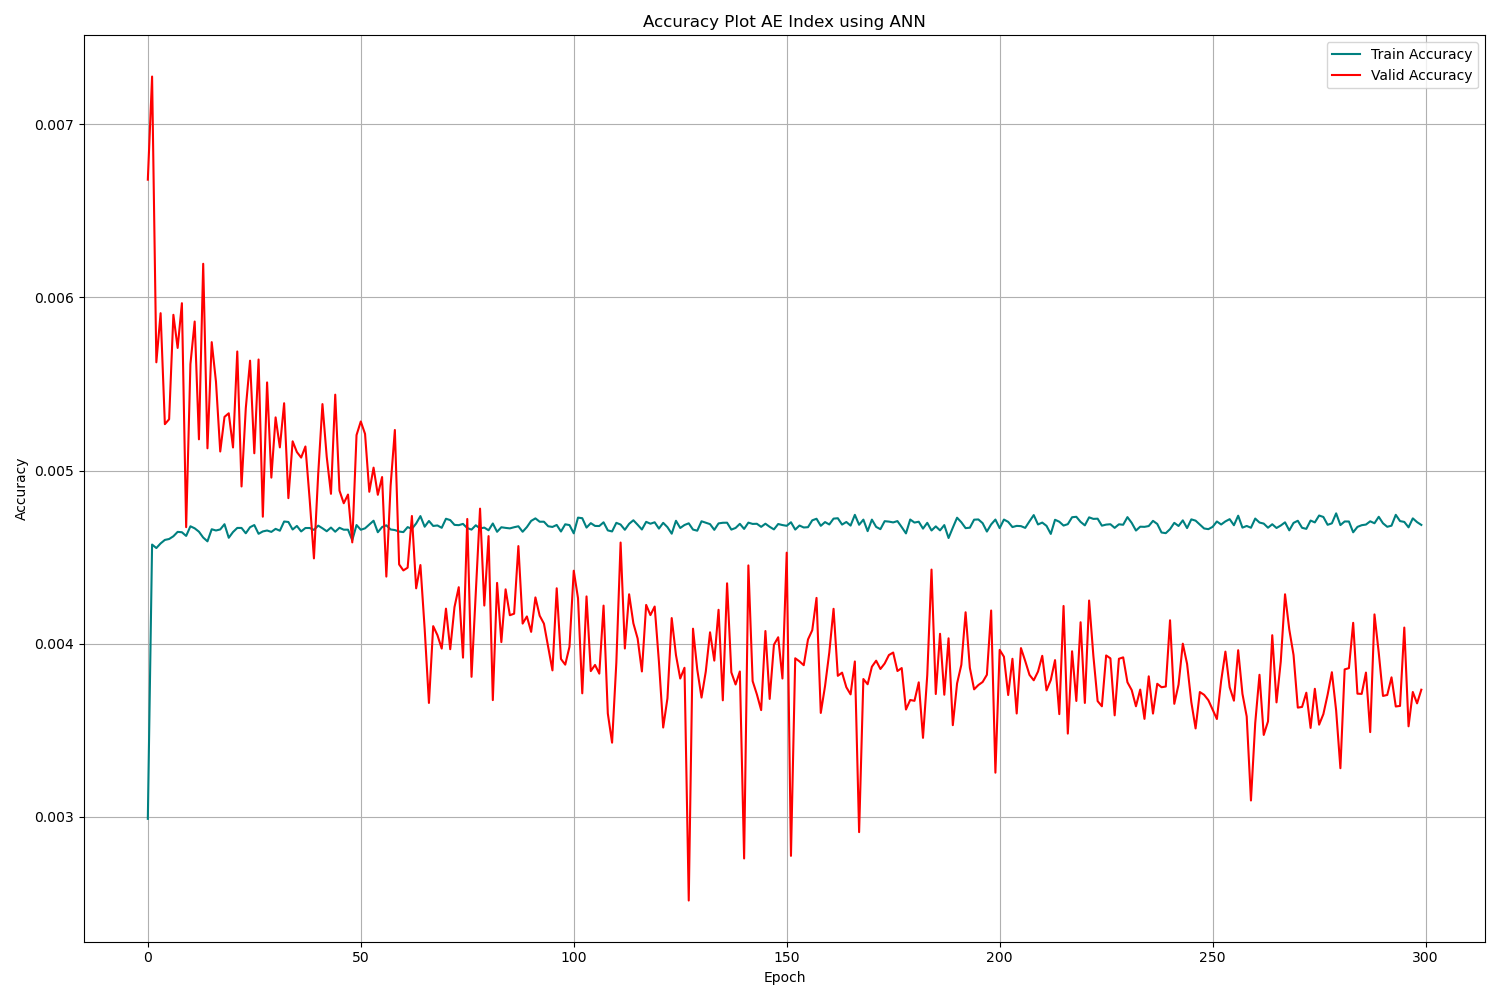 Accuracy Plot AE Index using ANN
Train Accuracy
Valid Accuracy
0.007
0.006
0.005
0.004
0.003
Accuracy
0 50 100 150 200 250 300
Epoch